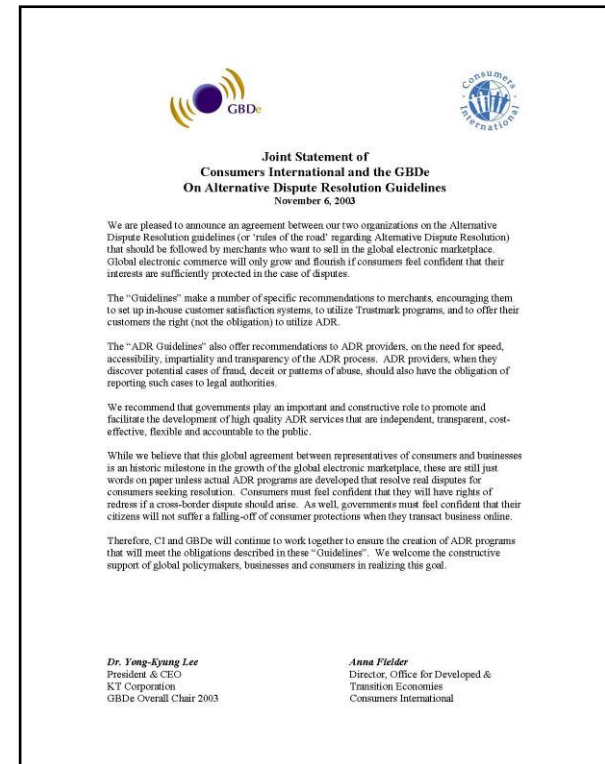 GBDe
Consumers International
Joint Statement of
Consumers International and the GBDe
On Alternative Dispute Resolution Guidelines
November 6, 2003
We are pleased to announce an agreement between our two organizations on the Alternative
Dispute Resolution guidelines (or 'rules of the road' regarding Alternative Dispute Resolution)
that should be followed by merchants who want to sell in the global electronic marketplace.
Global electronic commerce will only grow and flourish if consumers feel confident that their
interests are sufficiently protected in the case of disputes.
The "Guidelines" make a number of specific recommendations to merchants, encouraging them
to set up in-house customer satisfaction systems, to utilize Trustmark programs, and to offer their
customers the right (not the obligation) to utilize ADR.
The "ADR Guidelines" also offer recommendations to ADR providers, on the need for speed,
accessibility, impartiality and transparency of the ADR process. ADR providers, when they
discover potential cases of fraud, deceit or patterns of abuse, should also have the obligation of
reporting such cases to legal authorities.
We recommend that governments play an important and constructive role to promote and
facilitate the development of high quality ADR services that are independent, transparent, cost-
effective, flexible and accountable to the public.
While we believe that this global agreement between representatives of consumers and businesses
is an historic milestone in the growth of the global electronic marketplace, these are still just
words on paper unless actual ADR programs are developed that resolve real disputes for
consumers seeking resolution. Consumers must feel confident that they will have rights of
redress if a cross-border dispute should arise. As well, governments must feel confident that their
citizens will not suffer a falling-off of consumer protections when they transact business online.
Therefore, CI and GBDe will continue to work together to ensure the creation of ADR programs
that will meet the obligations described in these "Guidelines". We welcome the constructive
support of global policymakers, businesses and consumers in realizing this goal.
Dr. Yong-Kyung Lee
President & CEO
KT Corporation
GBDe Overall Chair 2003
Anna Fielder
Director, Office for Developed &
Transition Economies
Consumers International